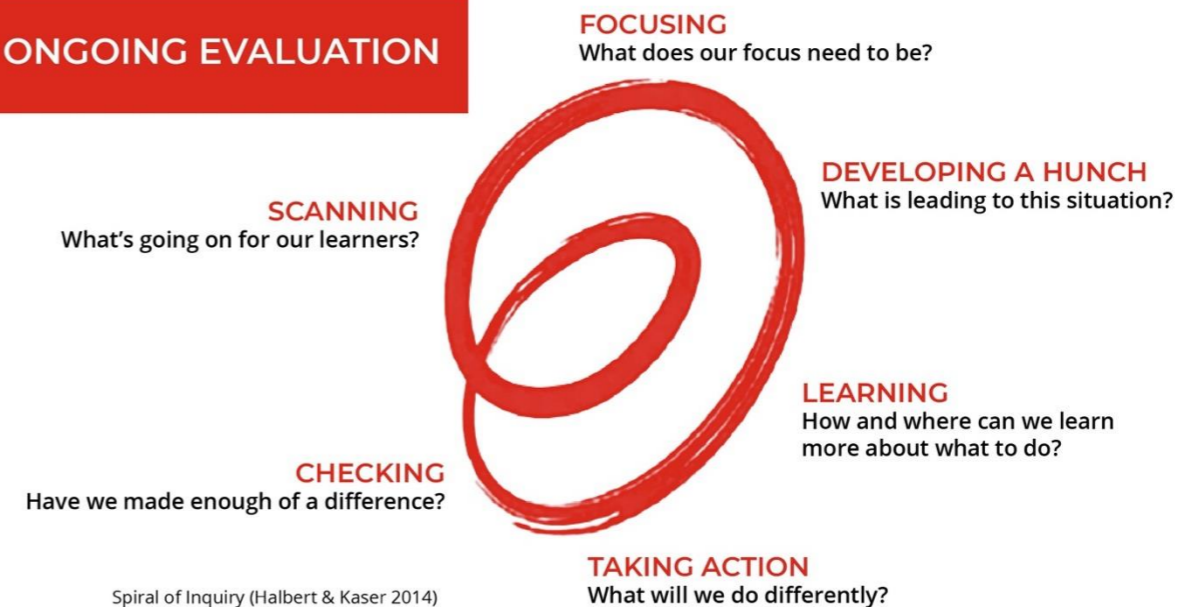 ONGOING EVALUATION
FOCUSING
What does our focus need to be?
DEVELOPING A HUNCH
What is leading to this situation?
SCANNING
What’s going on for our learners?
LEARNING
How and where can we learn
more about what to do?
CHECKING
Have we made enough of a difference?
TAKING ACTION
What will we do differently?
Spiral of Inquiry (Halbert & Kaser 2014)